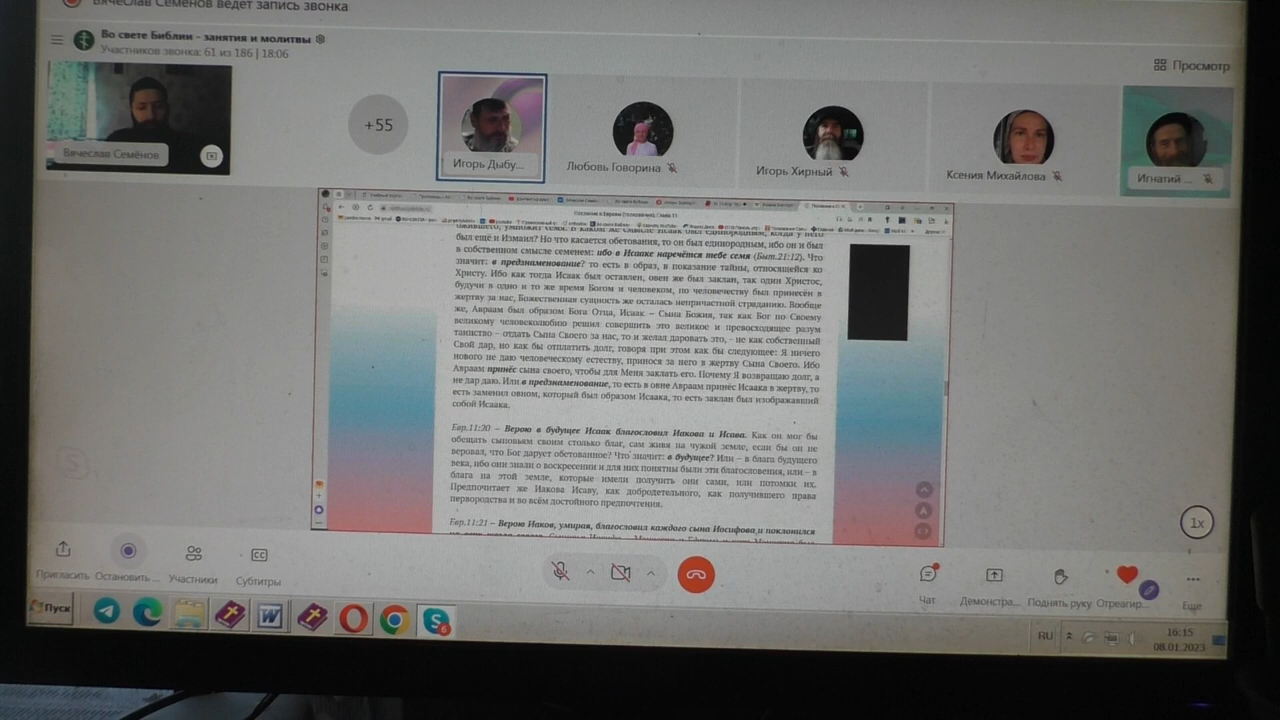 Вячеслав Семёнов ведет запись звонка
Во свете Библии - занятия и молитвы
Участников звонка: 61 из 186 | 18:06
Просмотр
Вячеслав Семёнов
+55
Игорь Дыбу...
Любовь Говорина
Игорь Хирный
Ксения Михайлова
Игнатий ...
был ещё и Измаил? Но что касается обетования, то он был единородным, ибо он и был
в собственном смысле семенем: ибо в Исааке наречётся тебе семя (Быт.21:12). Что
значит: в предзнаменование? то есть в образ, в показание тайны, относящейся ко
Христу. Ибо как тогда Исаак был оставлен, овен же был заклан, так один Христос,
будучи в одно и то же время Богом и человеком, по человечеству был принесён в
жертву за нас, Божественная сущность же осталась непричастной страданию. Вообще
же, Авраам был образом Бога Отца, Исаак – Сына Божия, так как Бог по Своему
великому человеколюбию решил совершить это великое и превосходящее разум
таинство – отдать Сына Своего за нас, то и желал даровать это, - не как собственный
Свой дар, но как бы отплатить долг, говоря при этом как бы следующее: Я ничего
нового не даю человеческому естеству, принося за него в жертву Сына Своего. Ибо
Авраам принёс сына своего, чтобы для Меня заклать его. Почему Я возвращаю долг, а
не дар даю. Или в предзнаменование, то есть в овне Авраам принёс Исаака в жертву, то
есть заменил овном, который был образом Исаака, то есть заклан был изображавший
собой Исаака.
Евр.11:20 – Верою в будущее Исаак благословил Иакова и Исава. Как он мог бы
обещать сыновьям своим столько благ, сам живя на чужой земле, если бы он не
веровал, что Бог дарует обетованное? Что значит: в будущее? Или – в блага будущего
века, ибо они знали о воскресении и для них понятны были эти благословения, или – в
блага на этой земле, которые имели получить они сами, или потомки их.
Предпочитает же Иакова Исаву, как добродетельного, как получившего права
первородства и во всём достойного предпочтения.
Евр.11:21 – Верою Иаков, умирая, благословил каждого сына Иосифова и поклонился
1x
Пригласить
Остановить ...
Участники
CC
Субтитры
Чат
Демонстра...
Поднять руку
Отреагир...
Еще
Пуск
6
RU
16:15
08.01.2023